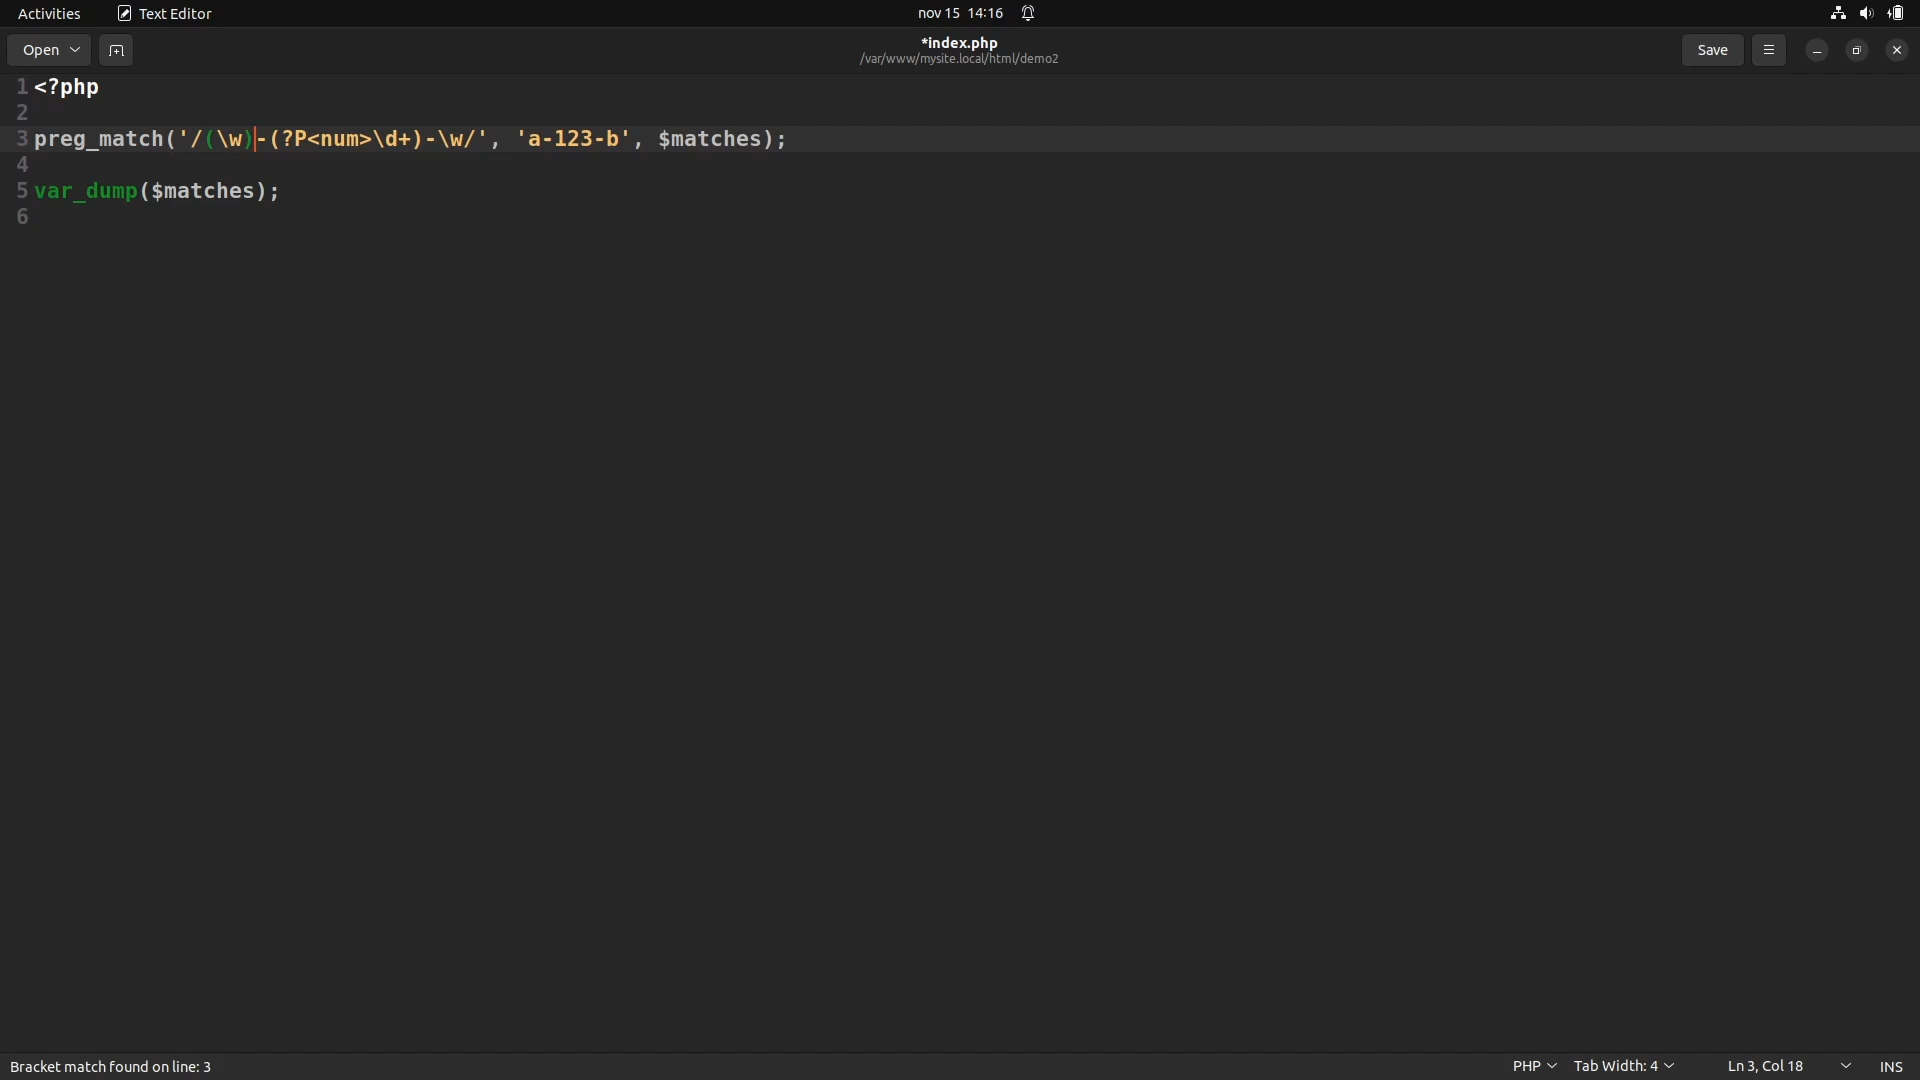 Activities
Text Editor
nov 15 14:16
Open
*index.php
/var/www/mysite.local/html/demo2
Save
1 <?php
2
3 preg_match('/(\w)-(?P<num>\d+)-\w/', 'a-123-b', $matches);
4
5 var_dump($matches);
6
Bracket match found on line: 3
PHP
Tab Width: 4
Ln 3, Col 18
INS